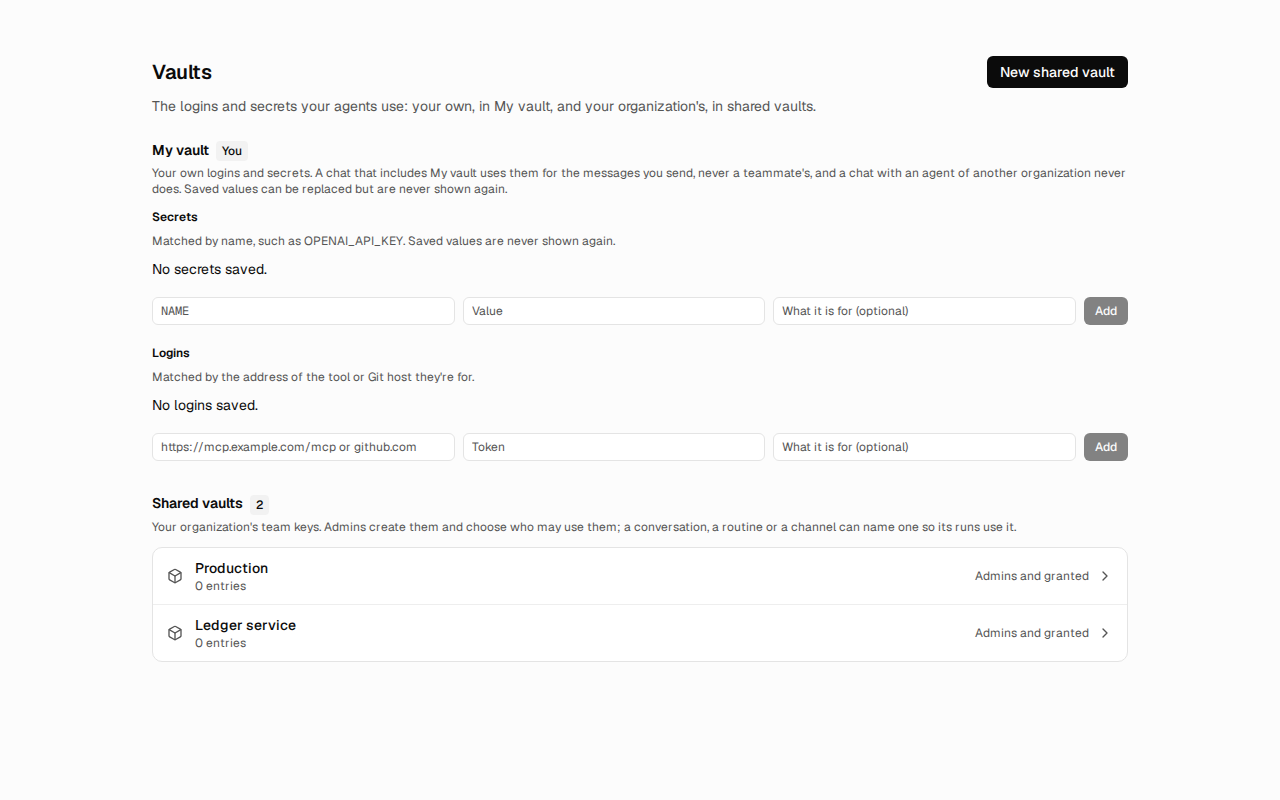 Vaults
New shared vault
The logins and secrets your agents use: your own, in My vault, and your organization's, in shared vaults.
My vault You
Your own logins and secrets. A chat that includes My vault uses them for the messages you send, never a teammate's, and a chat with an agent of another organization never
does. Saved values can be replaced but are never shown again.
Secrets
Matched by name, such as OPENAI_API_KEY. Saved values are never shown again.
No secrets saved.
NAME Value What it is for (optional) Add
Logins
Matched by the address of the tool or Git host they're for.
No logins saved.
https://mcp.example.com/mcp or github.com Token What it is for (optional) Add
Shared vaults 2
Your organization's team keys. Admins create them and choose who may use them; a conversation, a routine or a channel can name one so its runs use it.
Production
0 entries
Admins and granted
Ledger service
0 entries
Admins and granted